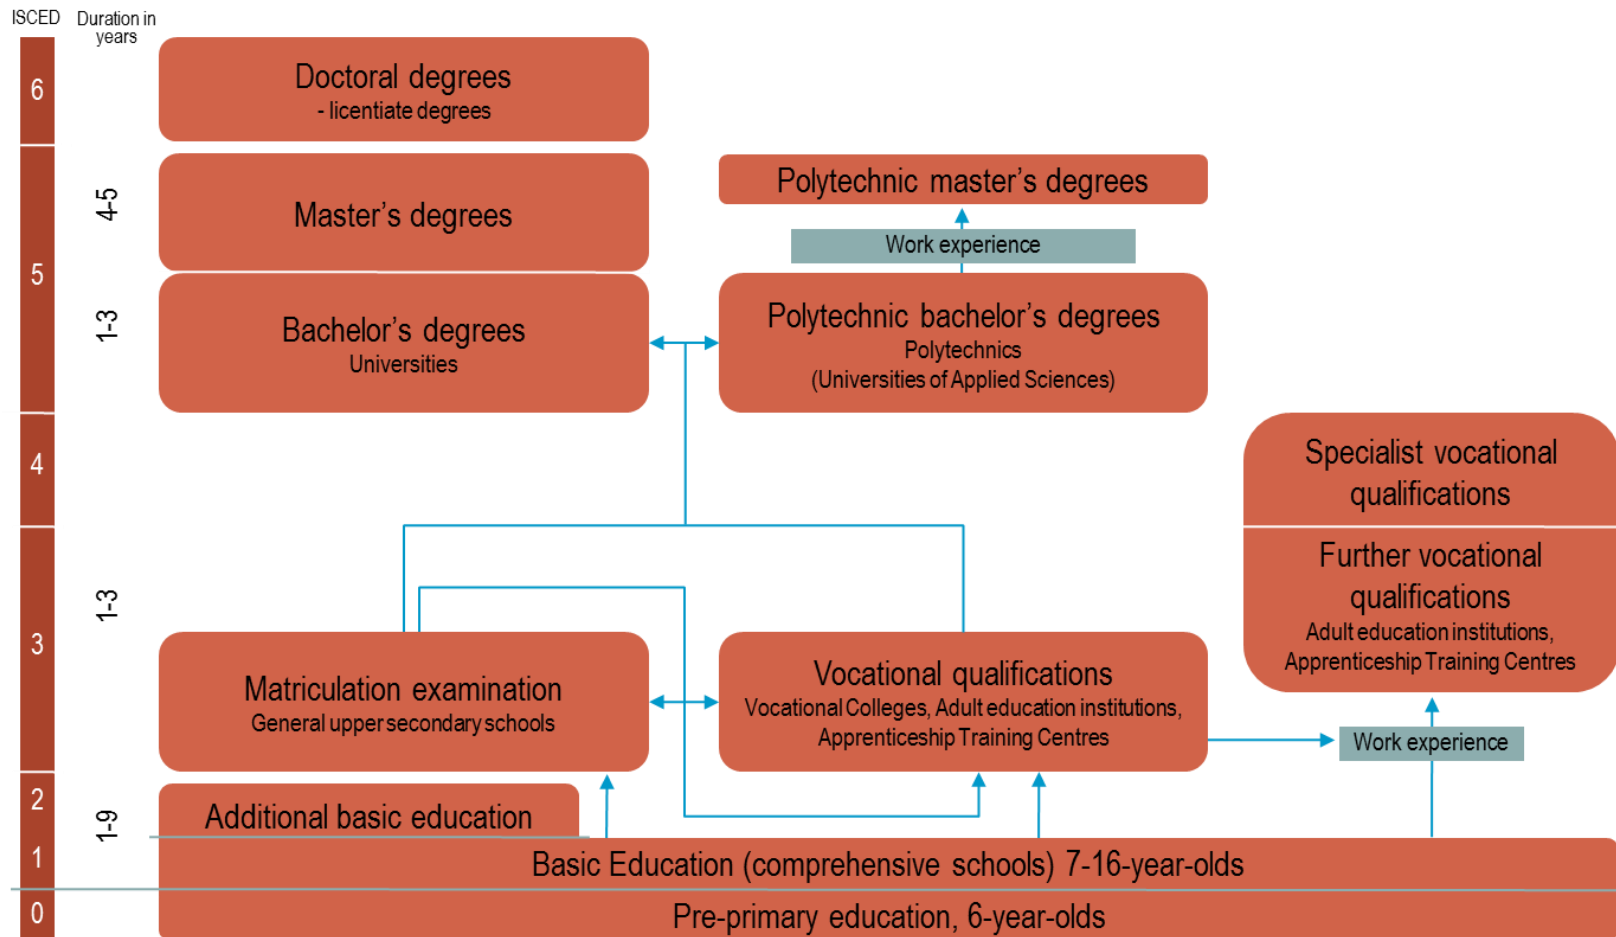 ISCED
Duration in
years
6
Doctoral degrees
- licentiate degrees
4-5
Master's degrees
Polytechnic master's degrees
Work experience
5
1-3
Bachelor's degrees
Universities
Polytechnic bachelor's degrees
Polytechnics
(Universities of Applied Sciences)
4
Specialist vocational
qualifications
Further vocational
qualifications
Adult education institutions,
Apprenticeship Training Centres
1-3
3
Matriculation examination
General upper secondary schools
Vocational qualifications
Vocational Colleges, Adult education institutions,
Apprenticeship Training Centres
Work experience
2
1-9
Additional basic education
1
Basic Education (comprehensive schools) 7-16-year-olds
0
Pre-primary education, 6-year-olds